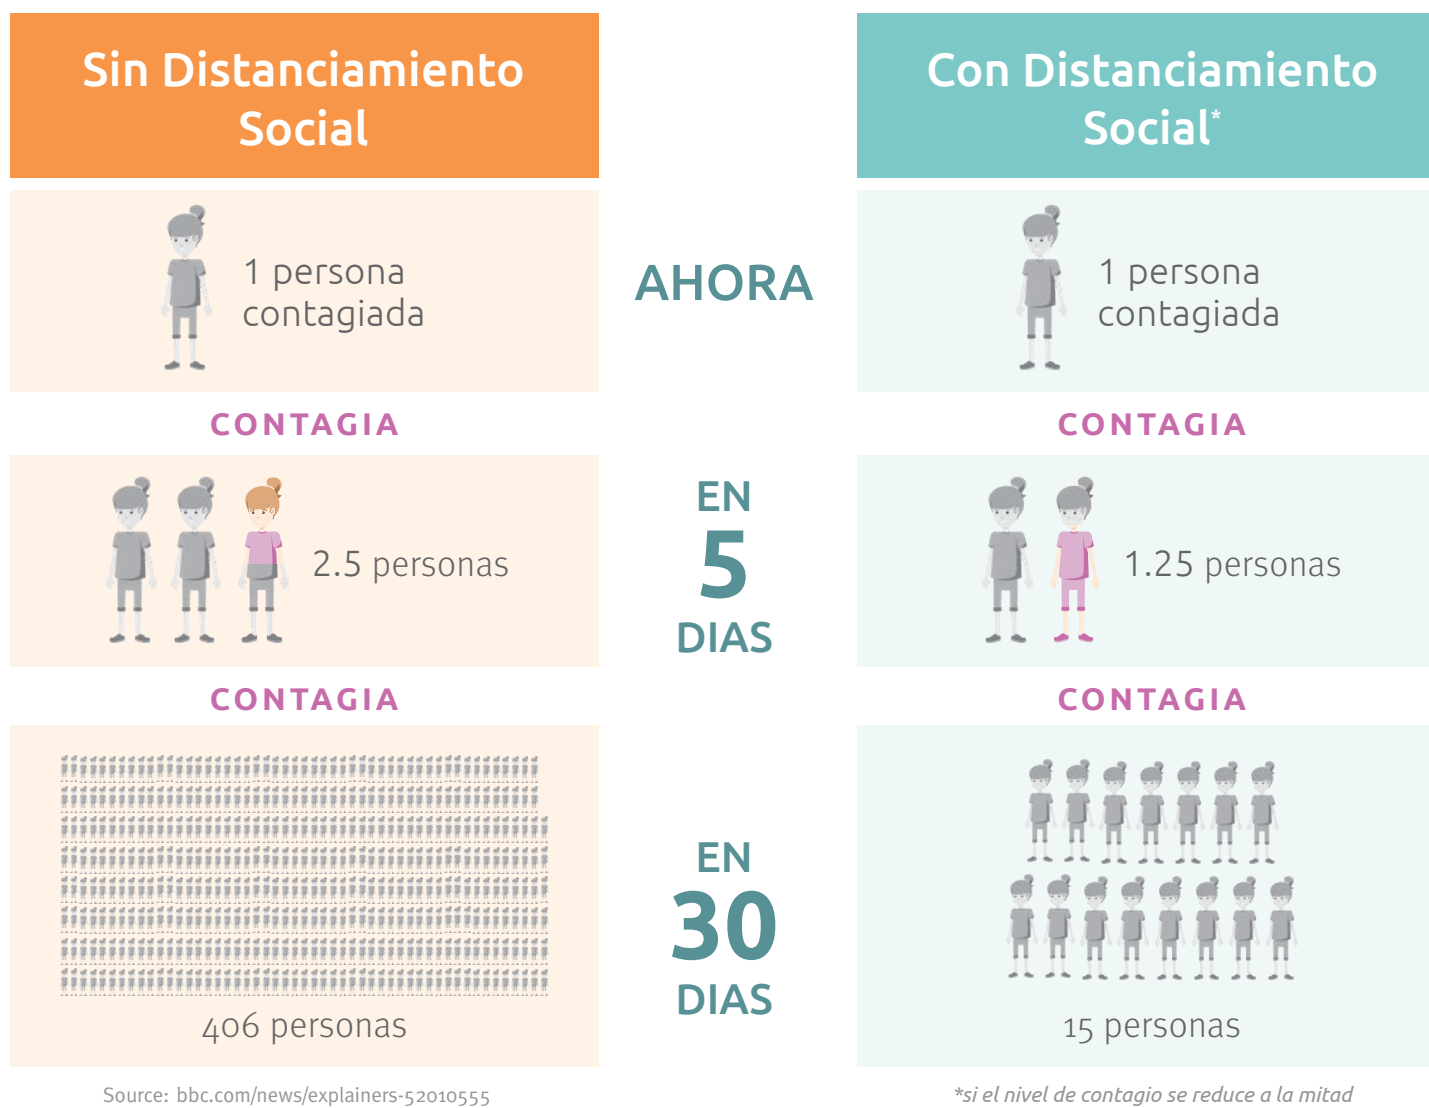 Sin Distanciamiento
Social
Con Distanciamiento
Social*
1 persona
contagiada
AHORA
1 persona
contagiada
CONTAGIA
CONTAGIA
2.5 personas
EN
5
DIAS
1.25 personas
CONTAGIA
CONTAGIA
406 personas
EN
30
DIAS
15 personas
Source: bbc.com/news/explainers-52010555
*si el nivel de contagio se reduce a la mitad